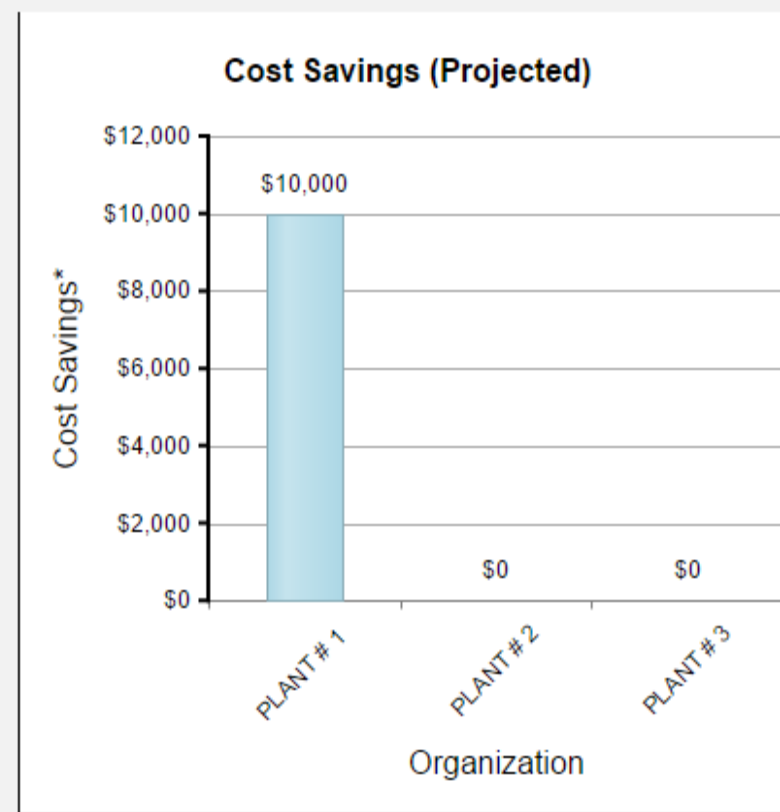 Cost Savings (Projected)
$12,000
$10,000
$10,000
$8,000
$6,000
$4,000
$2,000
$0
$0
$0
Cost Savings*
PLANT # 1
PLANT # 2
PLANT # 3
Organization